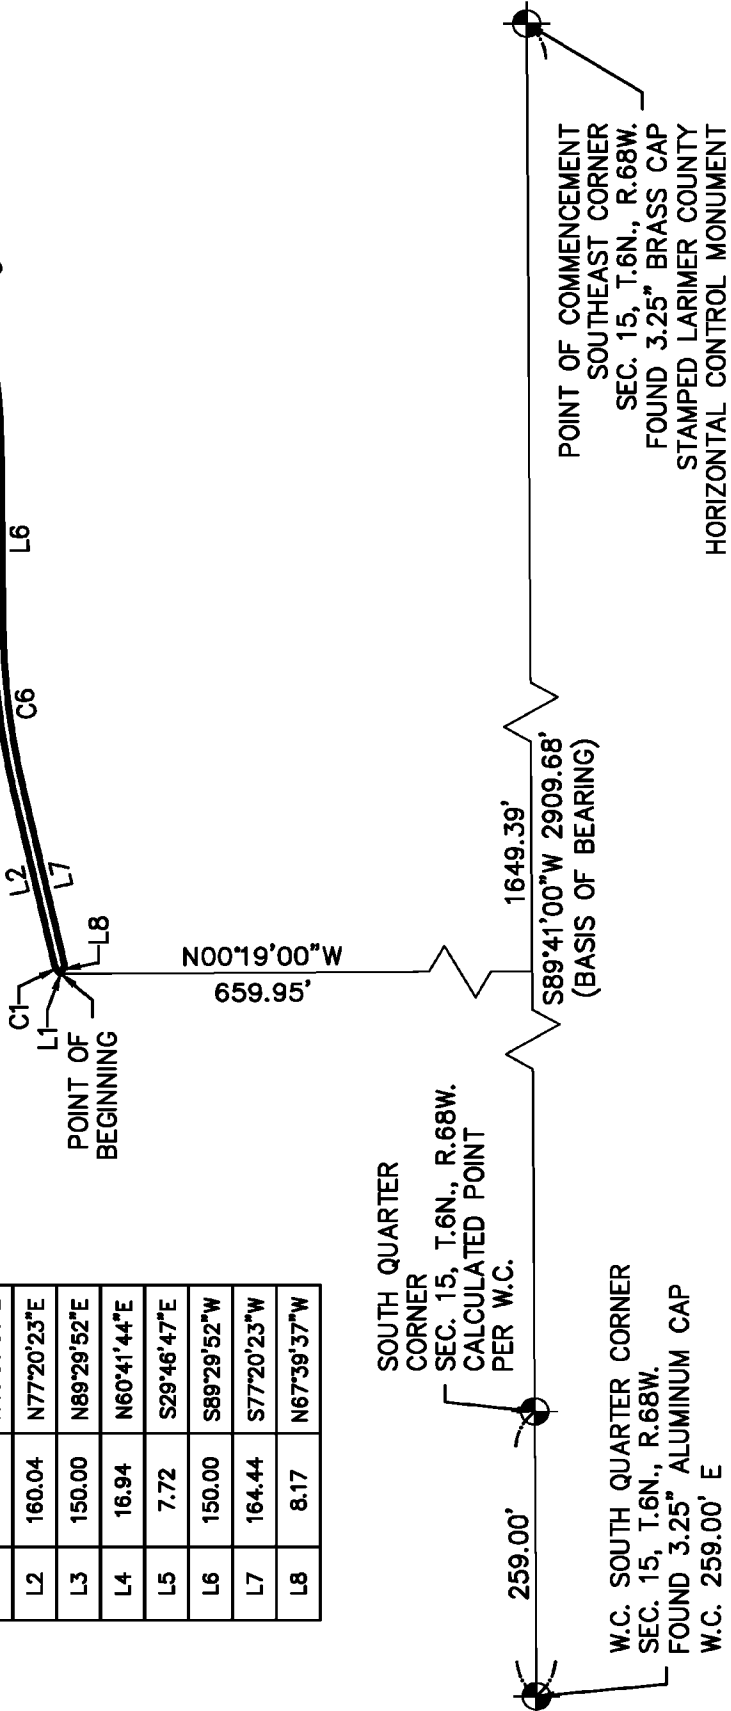 L6
C6
L2
L7
C1
L1
L8
POINT OF
BEGINNING
N00°19'00"W
659.95'
1649.39'
S89°41'00"W 2909.68'
(BASIS OF BEARING)
POINT OF COMMENCEMENT
SOUTHEAST CORNER
SEC. 15, T.6N., R.68W.
FOUND 3.25" BRASS CAP
STAMPED LARIMER COUNTY
HORIZONTAL CONTROL MONUMENT
L2 160.04 N77°20'23"E
L3 150.00 N89°29'52"E
L4 16.94 N60°41'44"E
L5 7.72 S29°46'47"E
L6 150.00 S89°29'52"W
L7 164.44 S77°20'23"W
L8 8.17 N67°39'37"W
SOUTH QUARTER
CORNER
SEC. 15, T.6N., R.68W.
CALCULATED POINT
PER W.C.
259.00'
W.C. SOUTH QUARTER CORNER
SEC. 15, T.6N., R.68W.
FOUND 3.25" ALUMINUM CAP
W.C. 259.00' E